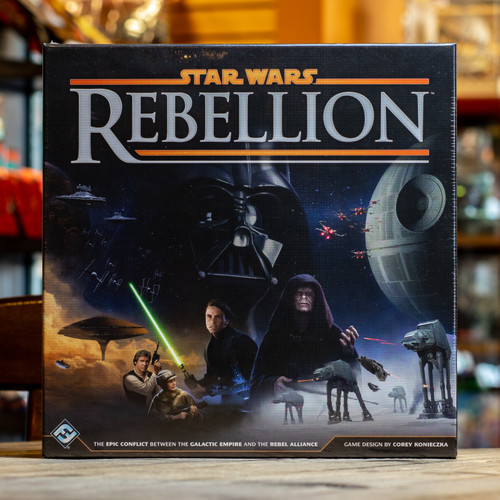 STAR WARS
REBELLION
THE EPIC CONFLICT BETWEEN THE GALACTIC EMPIRE AND THE REBEL ALLIANCE GAME DESIGN BY COREY KONIECZKA